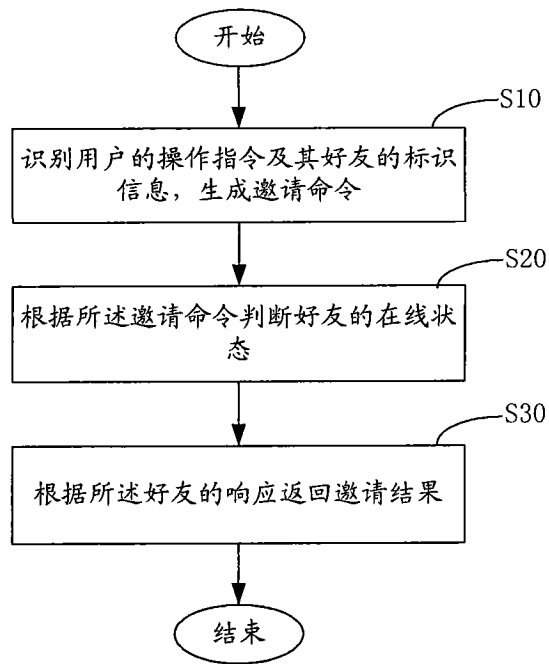 开始
S10
识别用户的操作指令及其好友的标识
信息，生成邀请命令
S20
根据所述邀请命令判断好友的在线状
态
S30
根据所述好友的响应返回邀请结果
结束